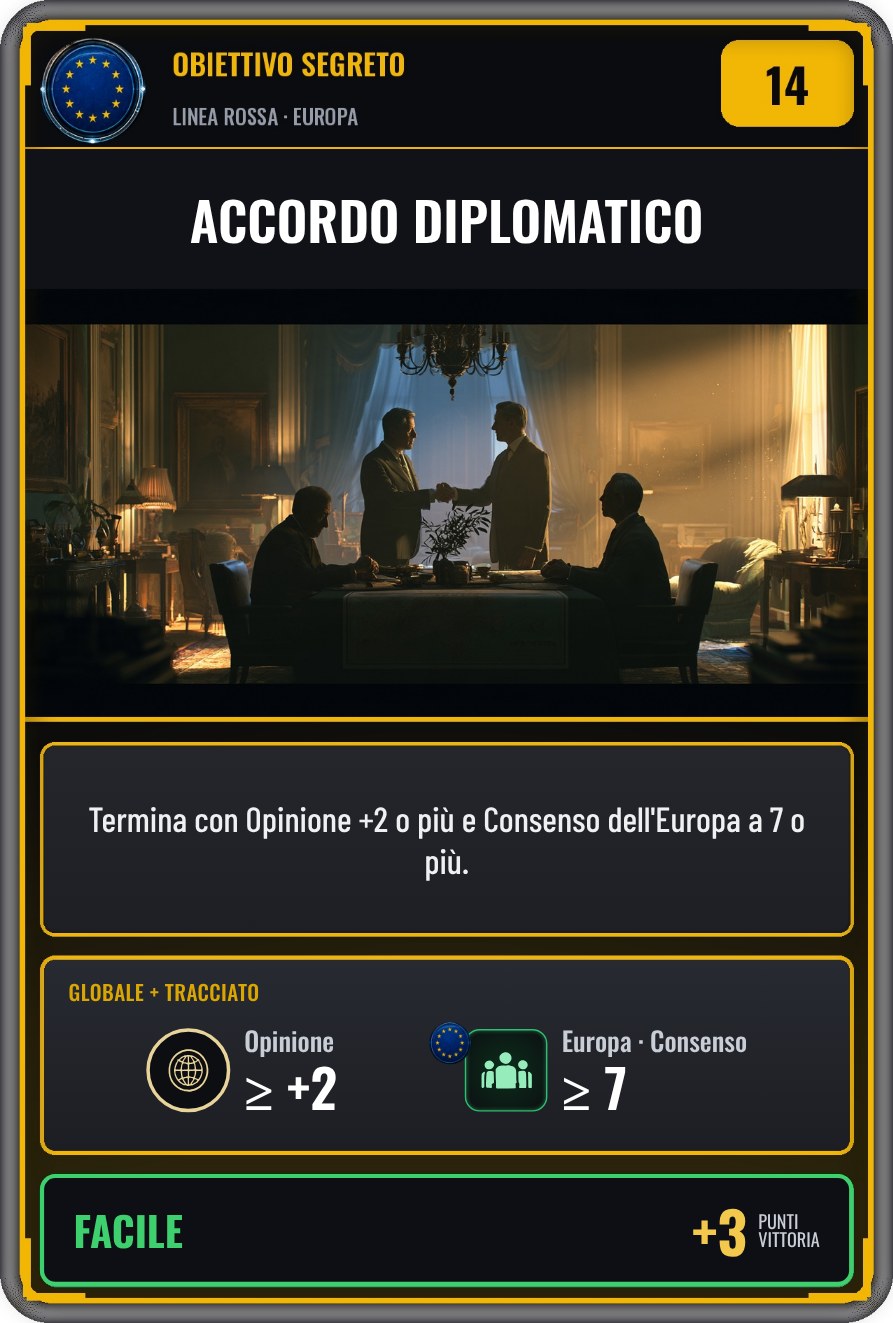 OBIETTIVO SEGRETO
LINEA ROSSA · EUROPA
14
ACCORDO DIPLOMATICO
Termina con Opinione +2 o più e Consenso dell'Europa a 7 o
più.
GLOBALE + TRACCIATO
Opinione
≥ +2
Europa · Consenso
≥ 7
FACILE
+3
PUNTI
VITTORIA